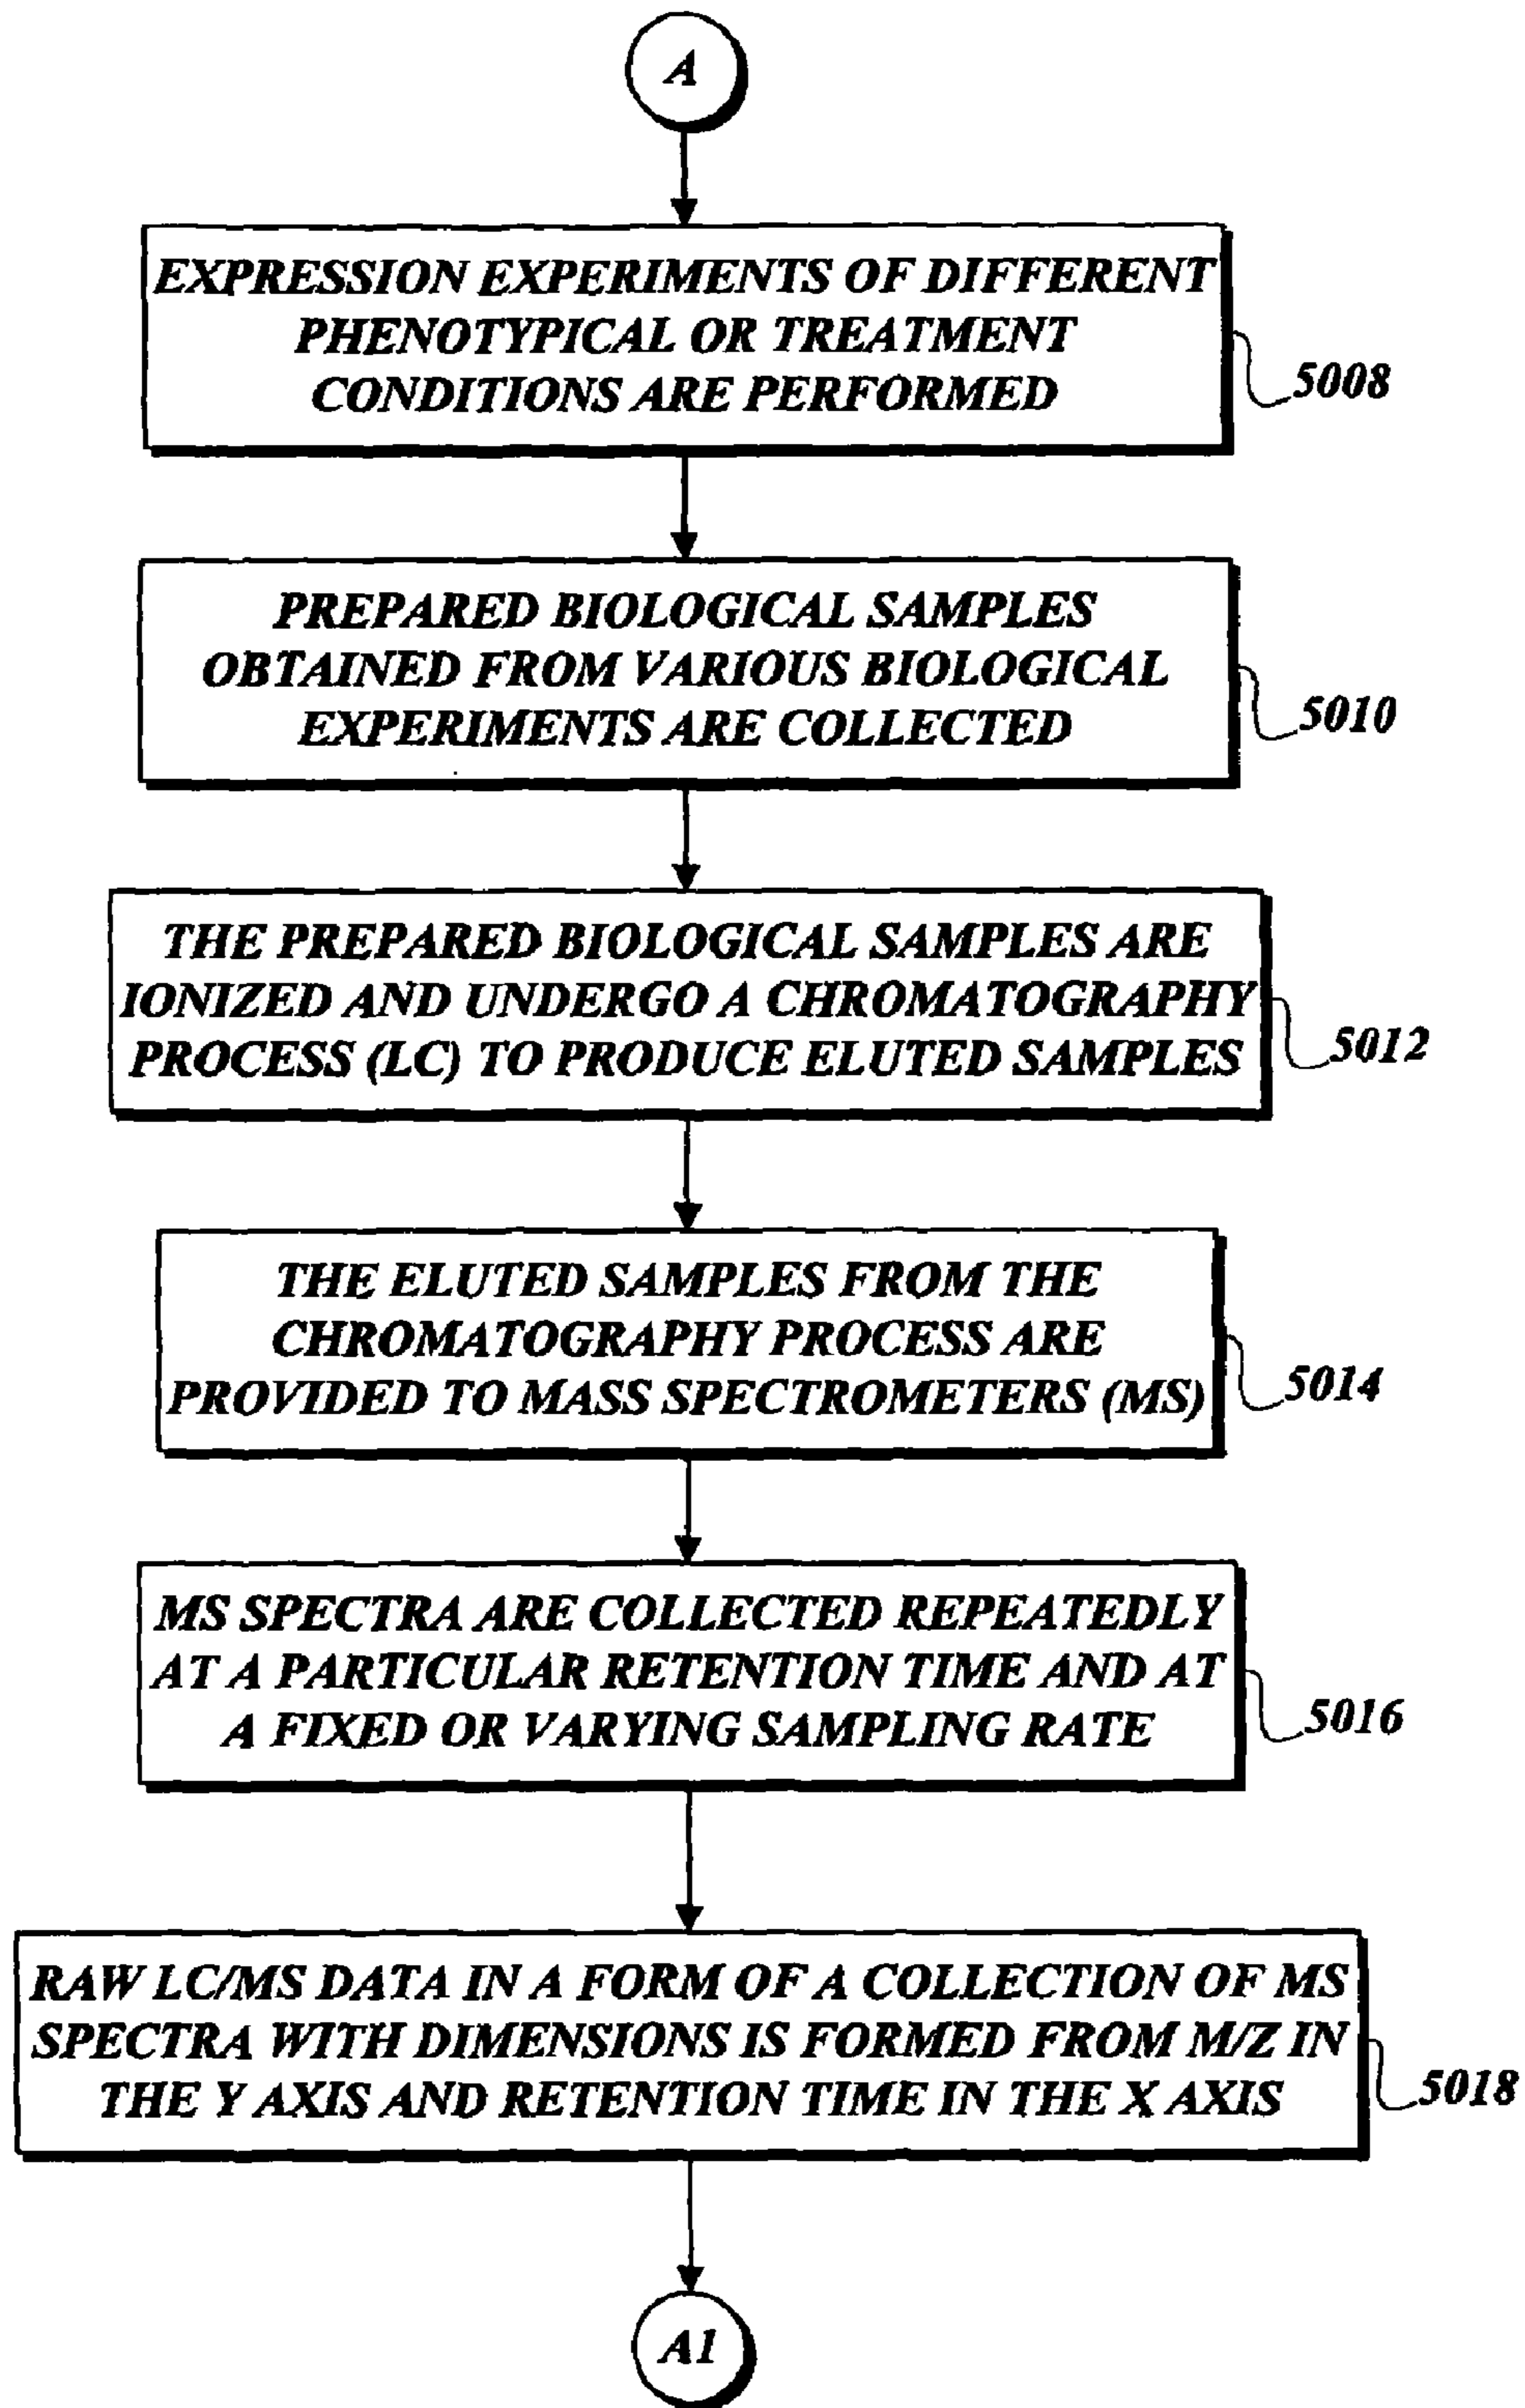 A
EXPRESSION EXPERIMENTS OF DIFFERENT
PHENOTYPICAL OR TREATMENT
CONDITIONS ARE PERFORMED
5008
PREPARED BIOLOGICAL SAMPLES
OBTAINED FROM VARIOUS BIOLOGICAL
EXPERIMENTS ARE COLLECTED
5010
THE PREPARED BIOLOGICAL SAMPLES ARE
IONIZED AND UNDERGO A CHROMATOGRAPHY
PROCESS (LC) TO PRODUCE ELUTED SAMPLES
5012
THE ELUTED SAMPLES FROM THE
CHROMATOGRAPHY PROCESS ARE
PROVIDED TO MASS SPECTROMETERS (MS)
5014
MS SPECTRA ARE COLLECTED REPEATEDLY
AT A PARTICULAR RETENTION TIME AND AT
A FIXED OR VARYING SAMPLING RATE
5016
RAW LC/MS DATA IN A FORM OF A COLLECTION OF MS
SPECTRA WITH DIMENSIONS IS FORMED FROM M/Z IN
THE Y AXIS AND RETENTION TIME IN THE X AXIS
5018
A1